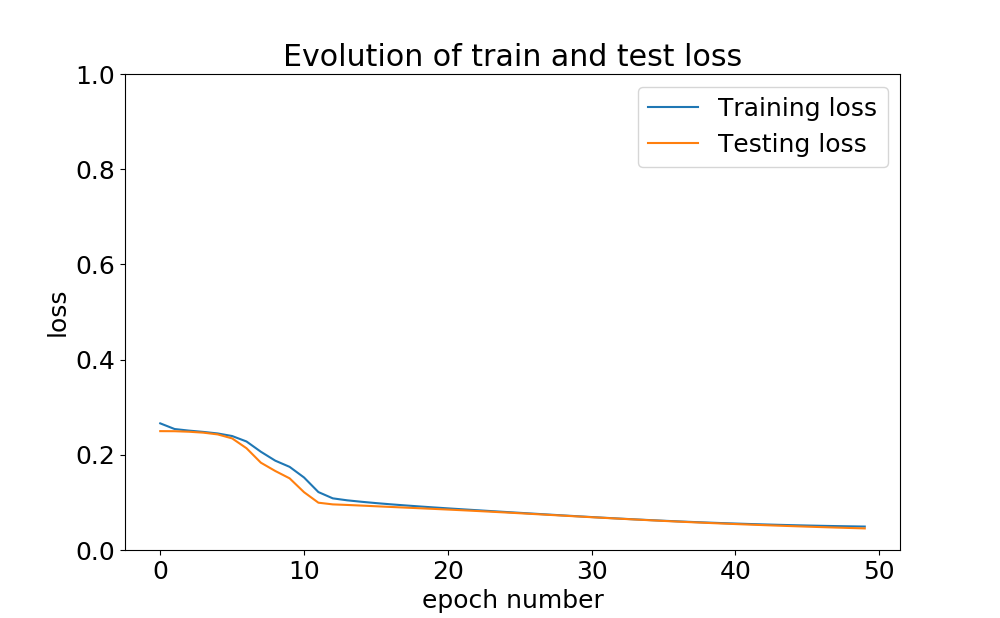 Evolution of train and test loss
1.0
0.8
0.6
0.4
0.2
0.0
loss
Training loss
Testing loss
0 10 20 30 40 50
epoch number